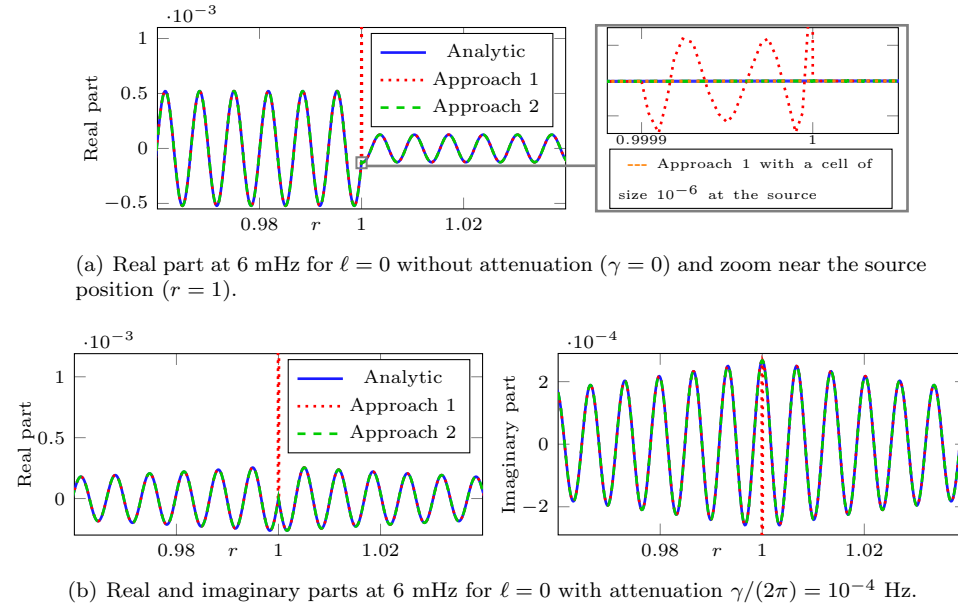 ·10⁻³
1
0.5
0
−0.5
Real part
0.98
r
1
1.02
Analytic
Approach 1
Approach 2
0.9999
1
Approach 1 with a cell of
size 10⁻⁶ at the source
(a) Real part at 6 mHz for ℓ = 0 without attenuation (γ = 0) and zoom near the source
position (r = 1).
·10⁻³
1
0.5
0
Real part
0.98
r
1
1.02
Analytic
Approach 1
Approach 2
·10⁻⁴
2
0
−2
Imaginary part
0.98
r
1
1.02
(b) Real and imaginary parts at 6 mHz for ℓ = 0 with attenuation γ/(2π) = 10⁻⁴ Hz.